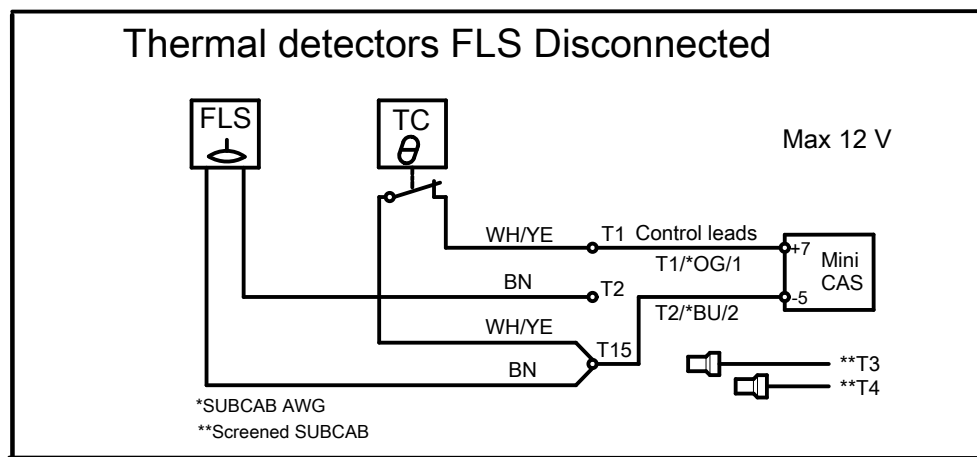 Thermal detectors FLS Disconnected
FLS
TC
Max 12 V
WH/YE
T1
Control leads
+7
Mini
CAS
T1/*OG/1
BN
T2
-5
T2/*BU/2
WH/YE
T15
BN
**T3
**T4
*SUBCAB AWG
**Screened SUBCAB